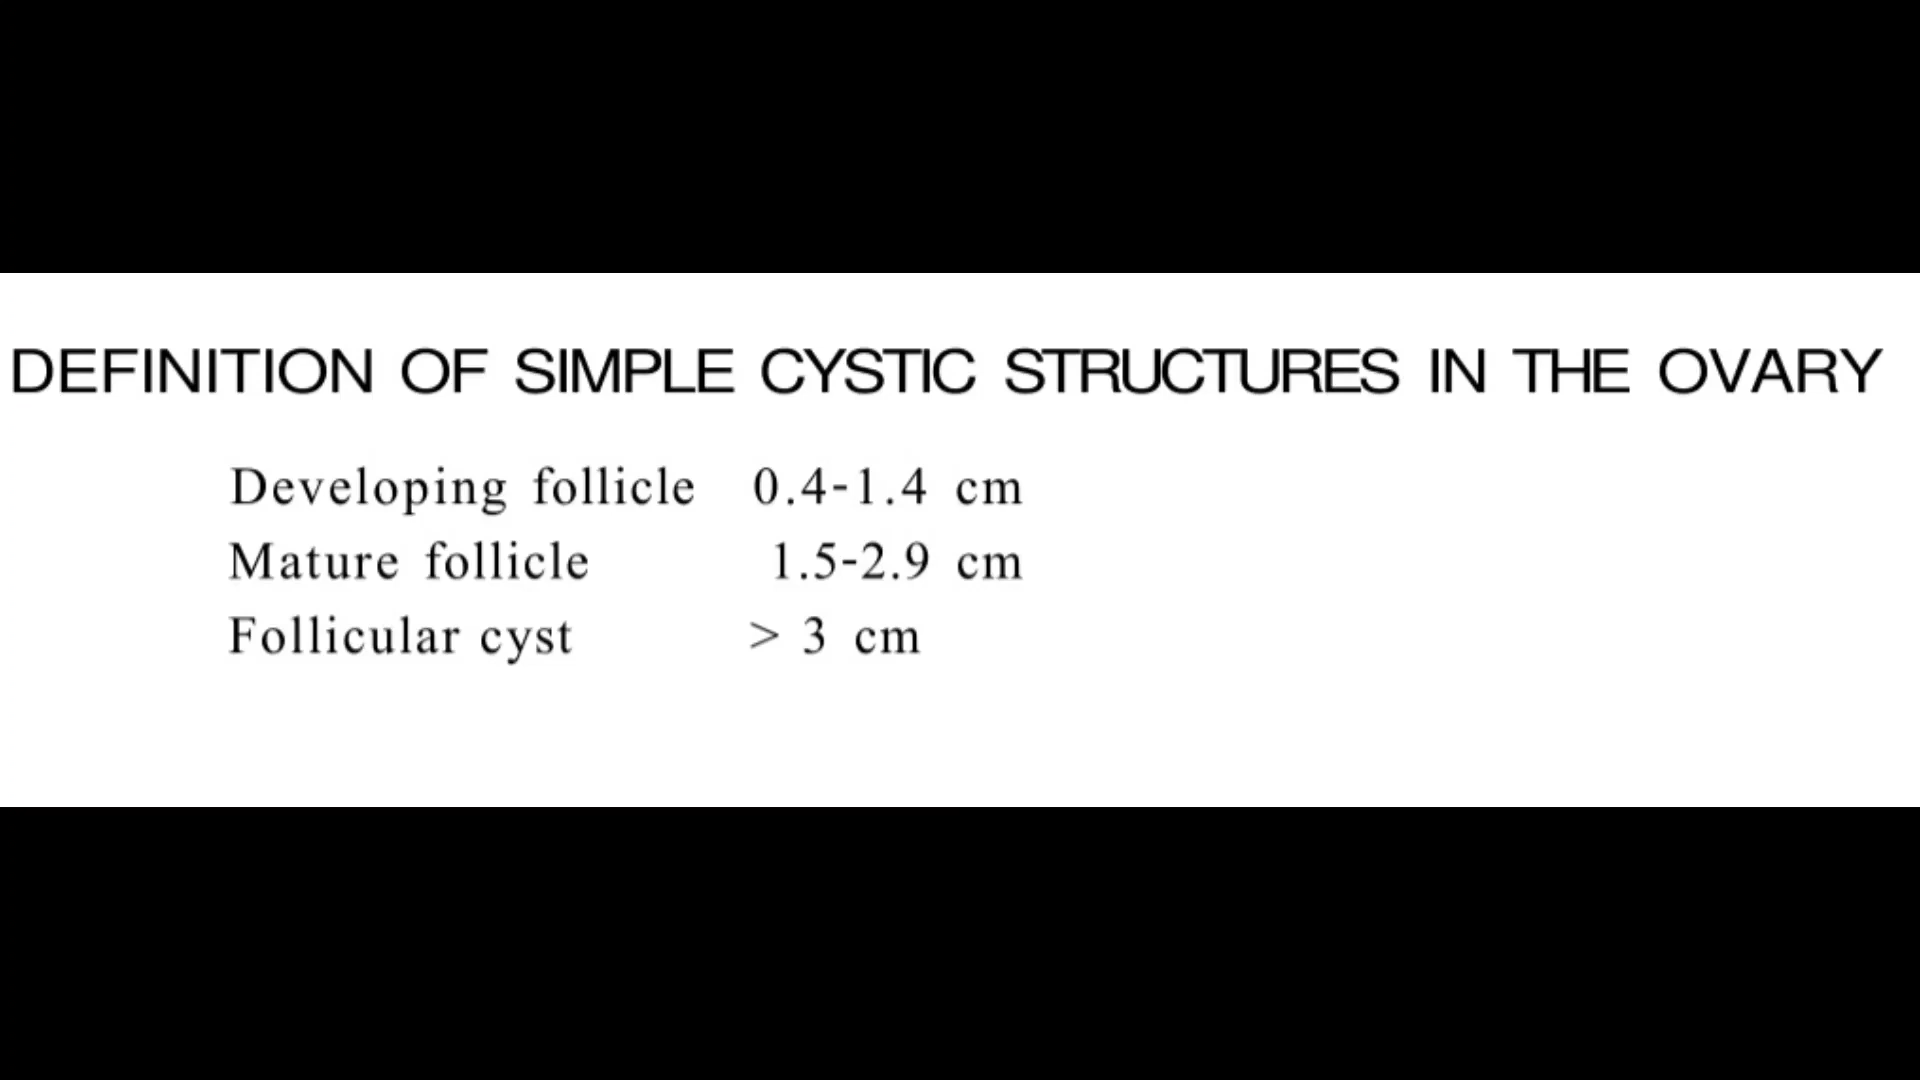 DEFINITION OF SIMPLE CYSTIC STRUCTURES IN THE OVARY
Developing follicle 0.4-1.4 cm
Mature follicle 1.5-2.9 cm
Follicular cyst > 3 cm